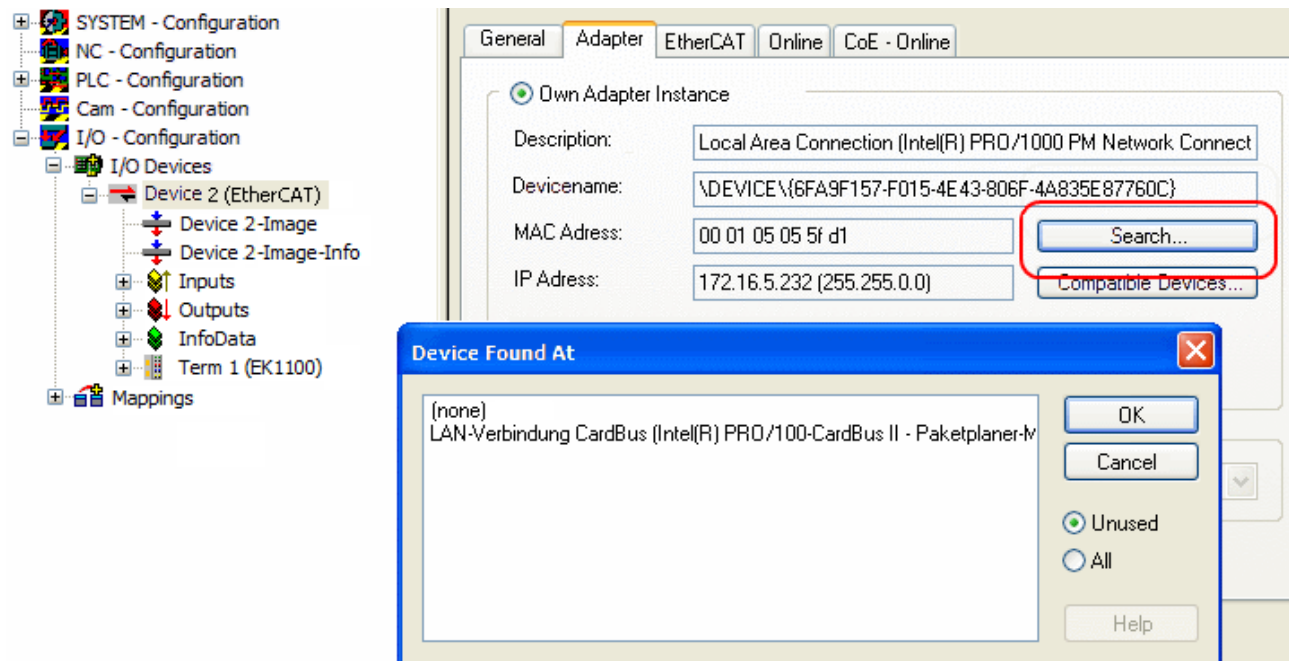 SYSTEM - Configuration
NC - Configuration
PLC - Configuration
Cam - Configuration
I/O - Configuration
I/O Devices
Device 2 (EtherCAT)
Device 2-Image
Device 2-Image-Info
Inputs
Outputs
InfoData
Term 1 (EK1100)
Mappings
General Adapter EtherCAT Online CoE - Online
Own Adapter Instance
Description: Local Area Connection (Intel(R) PRO/1000 PM Network Connect
Devicename: \DEVICE\{6FA9F157-F015-4E43-806F-4A835E87760C}
MAC Adress: 00 01 05 05 5f d1 Search...
IP Adress: 172.16.5.232 (255.255.0.0) Compatible Devices...
Device Found At
(none)
LAN-Verbindung CardBus (Intel(R) PRO/100-CardBus II - Paketplaner-M
OK
Cancel
Unused
All
Help